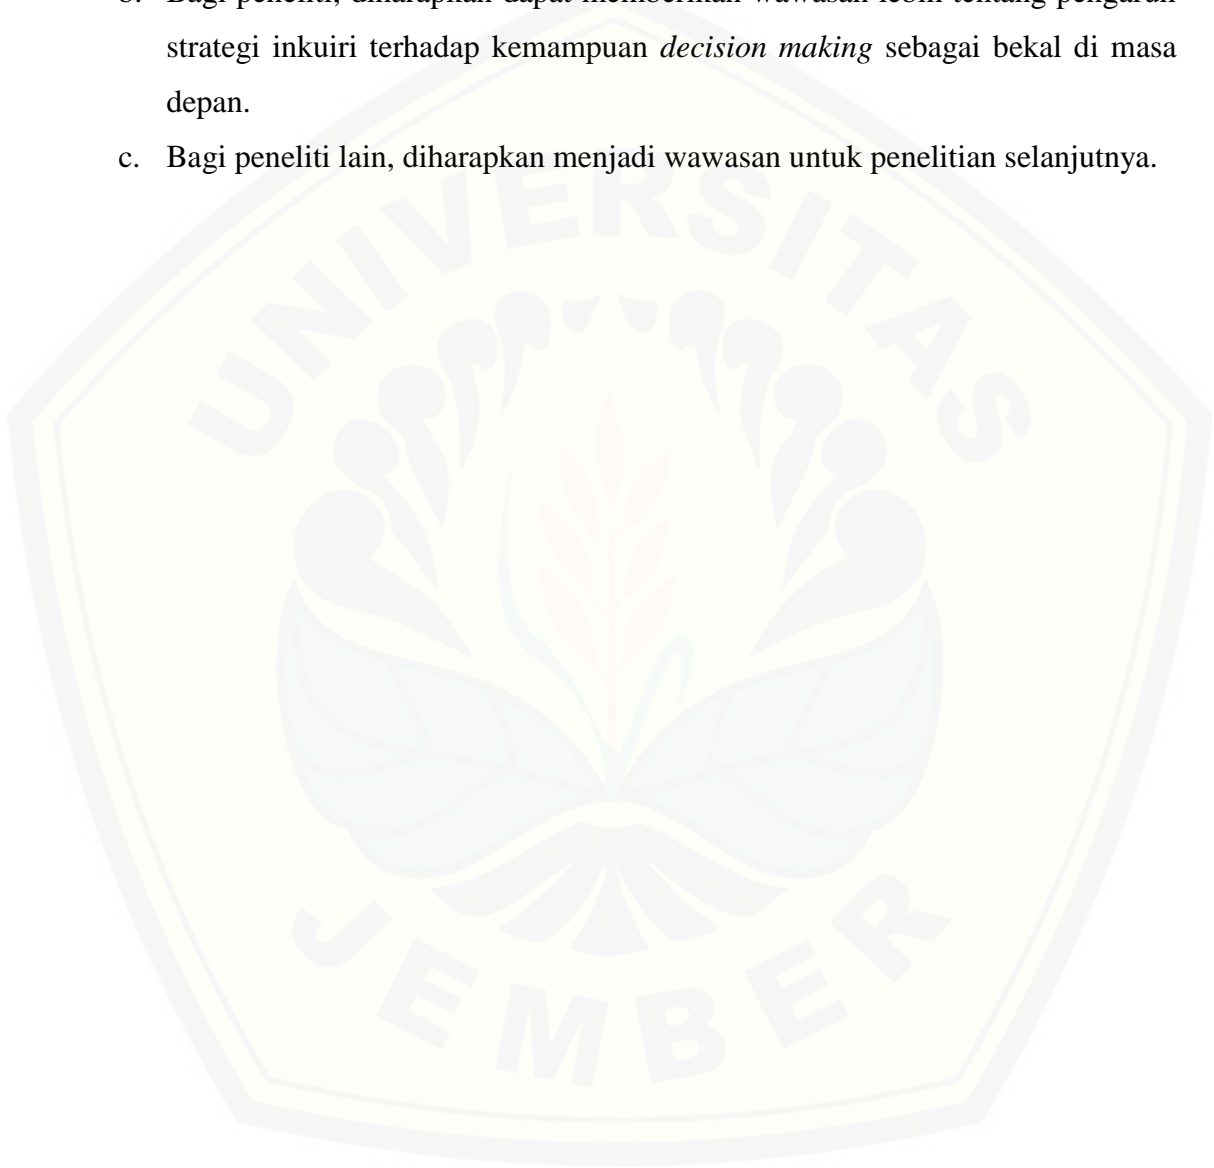 b. Bagi peneliti, diharapkan dapat memberikan wawasan lebih tentang pengaruh
strategi inkuiri terhadap kemampuan decision making sebagai bekal di masa
depan.
c. Bagi peneliti lain, diharapkan menjadi wawasan untuk penelitian selanjutnya.
UNIVERSITAS
JEMBER